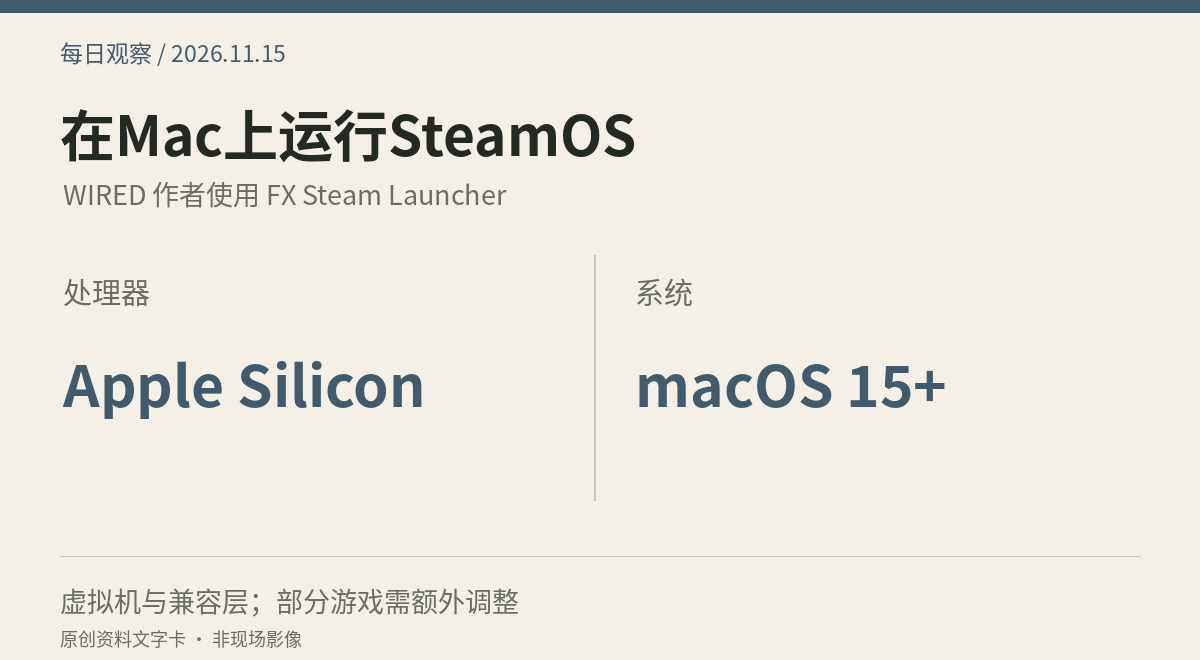 每日观察 / 2026.11.15
在Mac上运行SteamOS
WIRED 作者使用 FX Steam Launcher
处理器
Apple Silicon
系统
macOS 15+
虚拟机与兼容层；部分游戏需额外调整
原创资料文字卡 · 非现场影像